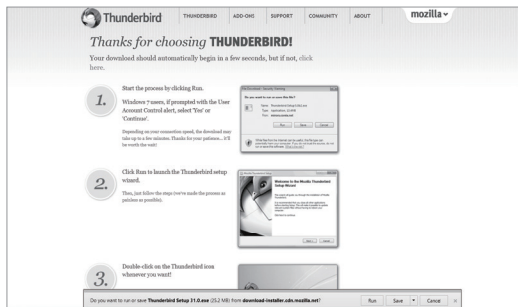 Thunderbird THUNDERBIRD ADD-ONS SUPPORT COMMUNITY ABOUT mozilla
Thanks for choosing THUNDERBIRD!
Your download should automatically begin in a few seconds, but if not, click
here.
1.
Start the process by clicking Run.
Windows 7 users, if prompted with the User
Account Control alert, select 'Yes' or
'Continue'.
Depending on your connection speed, the download may
take up to a few minutes. Thanks for your patience... it'll
be worth the wait!
2.
Click Run to launch the Thunderbird setup
wizard.
Then, just follow the steps (we've made the process as
painless as possible).
Welcome to the Mozilla Thunderbird
Setup Wizard
3.
Double-click on the Thunderbird icon
whenever you want!
Do you want to run or save Thunderbird Setup 31.0.exe (25.2 MB) from download-installer.cdn.mozilla.net? Run Save Cancel ×